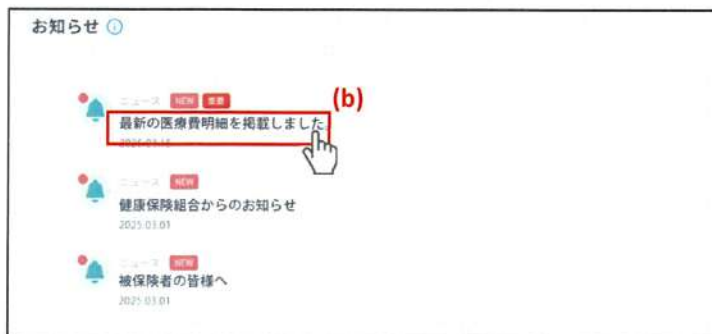 お知らせ
(b)
ニュース NEW 重要
最新の医療費明細を掲載しました
ニュース NEW
健康保険組合からのお知らせ
2025.03.01
ニュース NEW
被保険者の皆様へ
2025.03.01